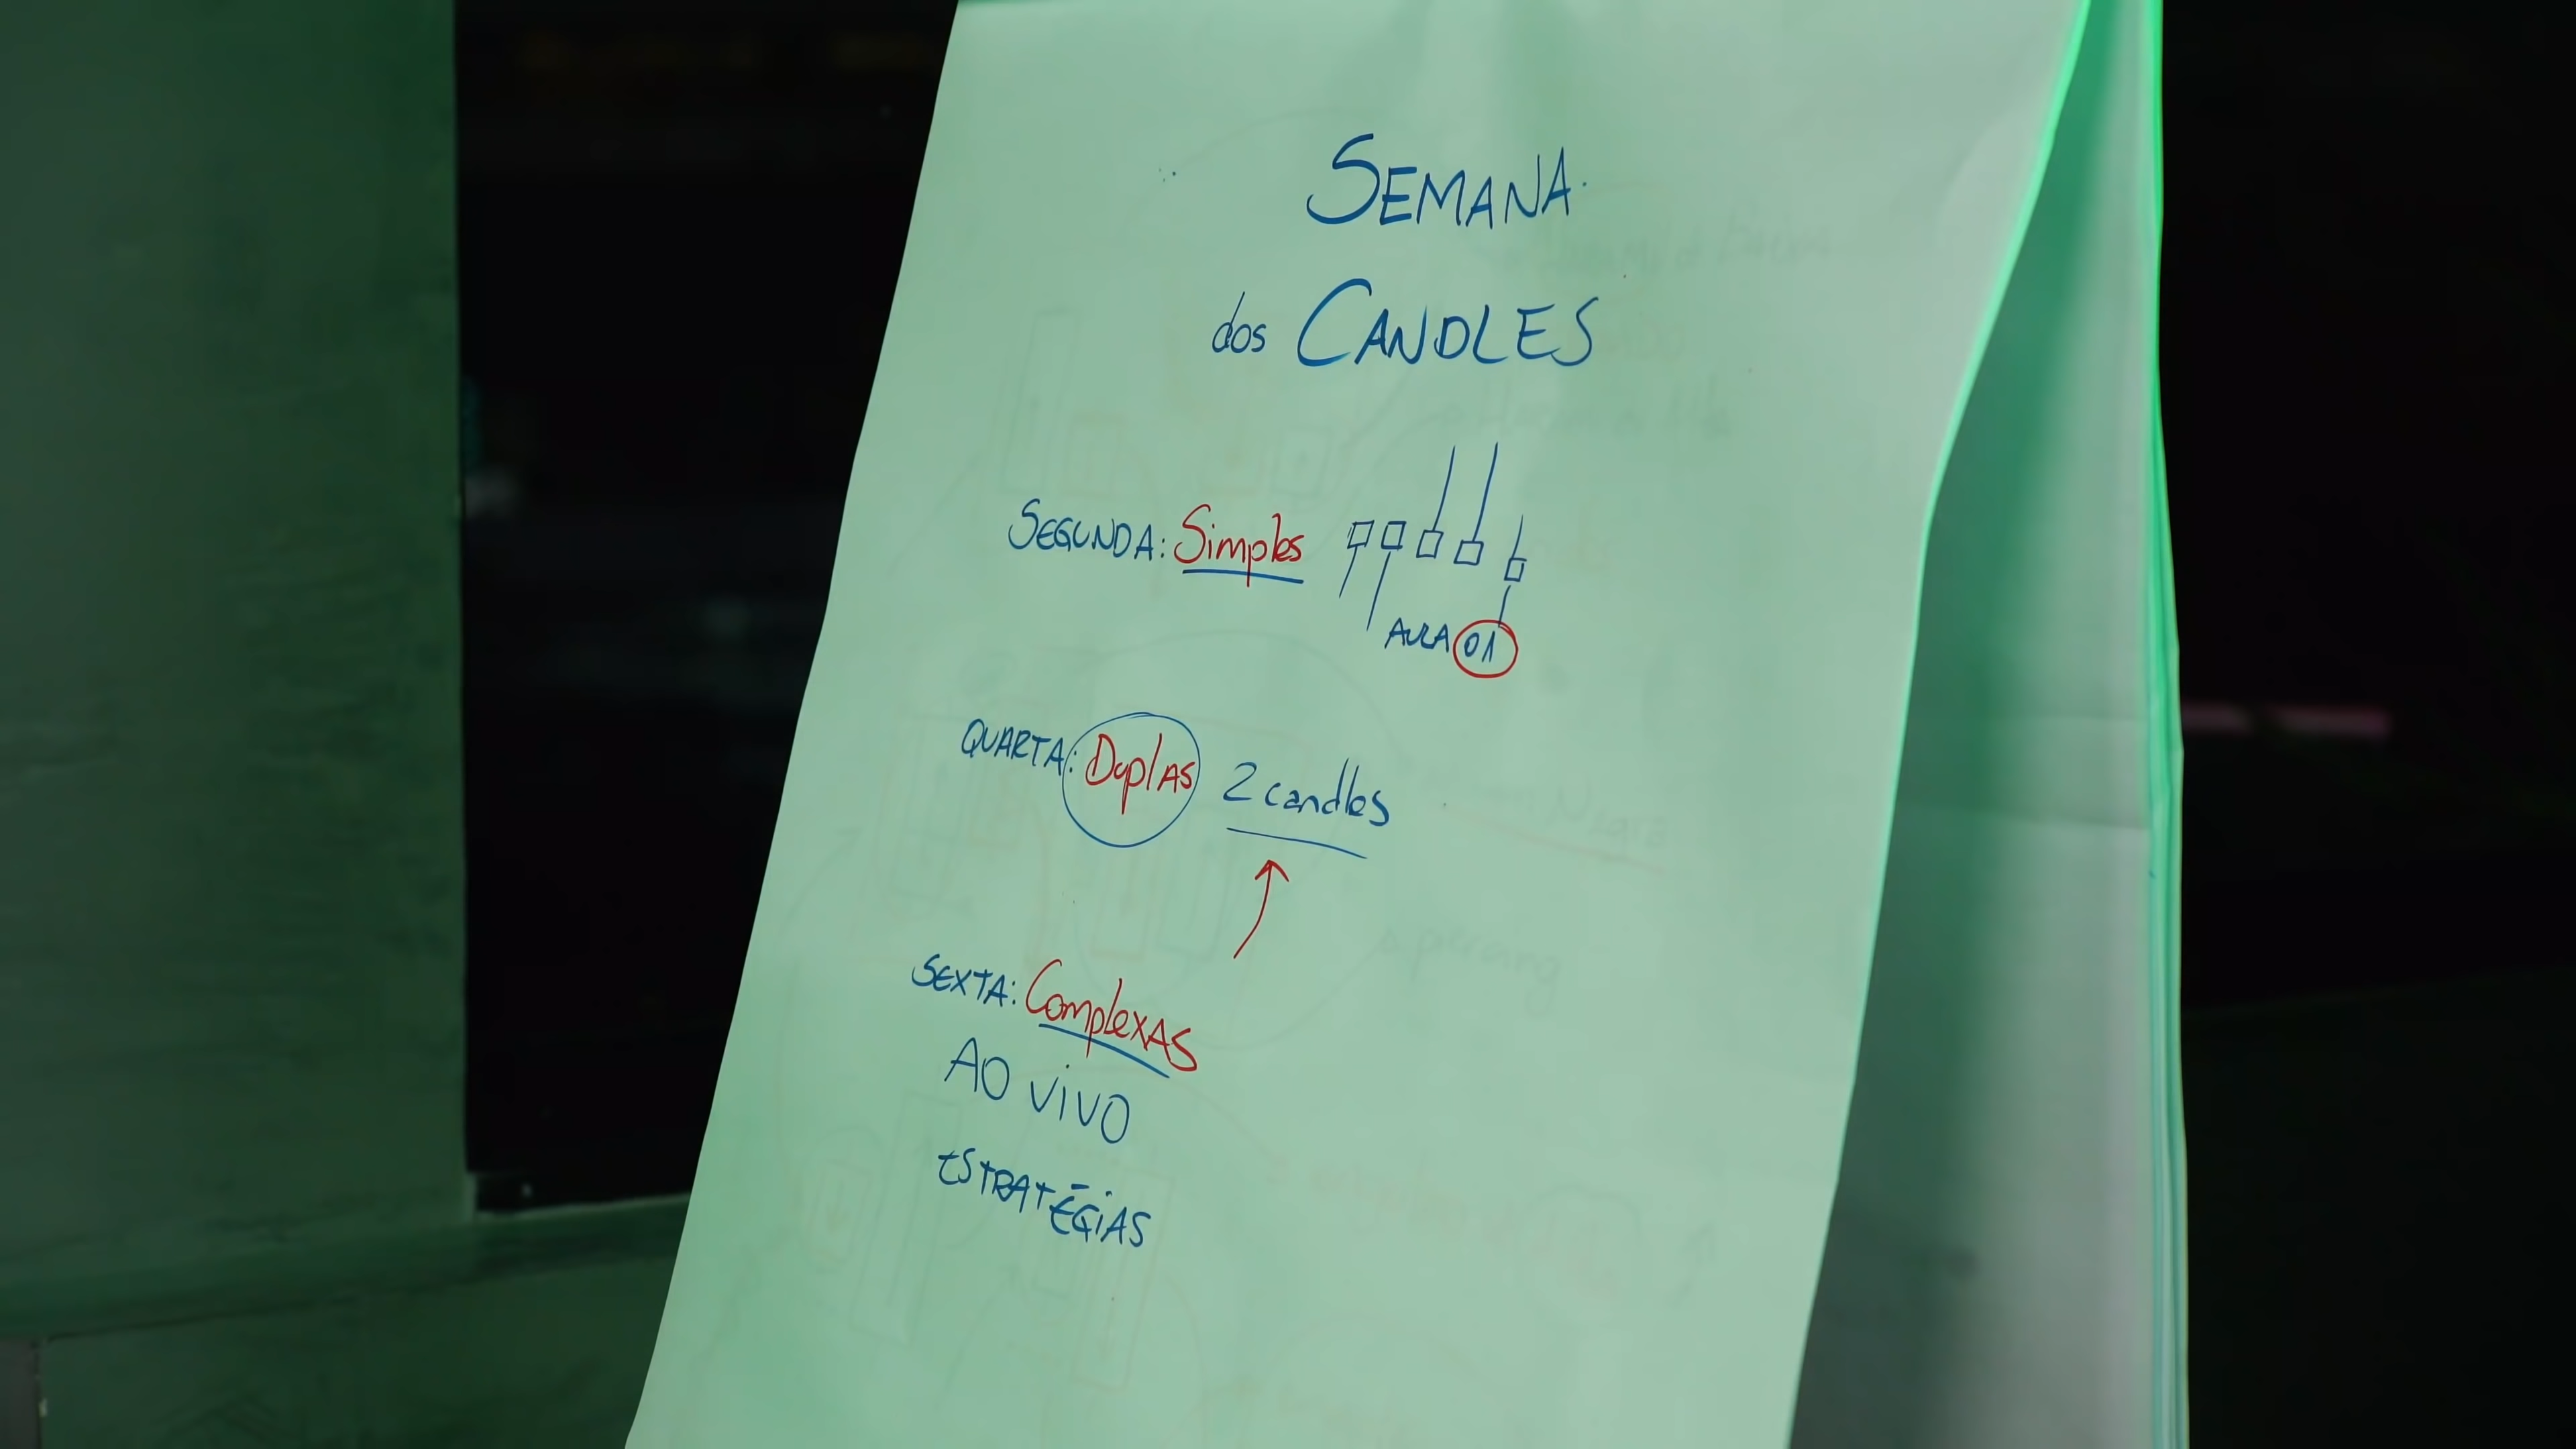 SEMANA
dos CANDLES
SEGUNDA: Simples
AULA 01
QUARTA: Duplas 2 candles
SEXTA: Complexas
AO VIVO
ESTRATÉGIAS